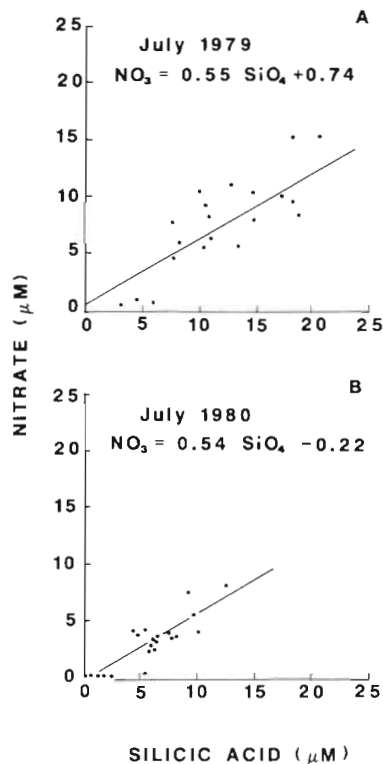 A
July 1979
NO₃ = 0.55 SiO₄ +0.74
25
20
15
10
5
0
0 5 10 15 20 25
NITRATE (μM)
B
July 1980
NO₃ = 0.54 SiO₄ -0.22
25
20
15
10
5
0
5 10 15 20 25
SILICIC ACID (μM)